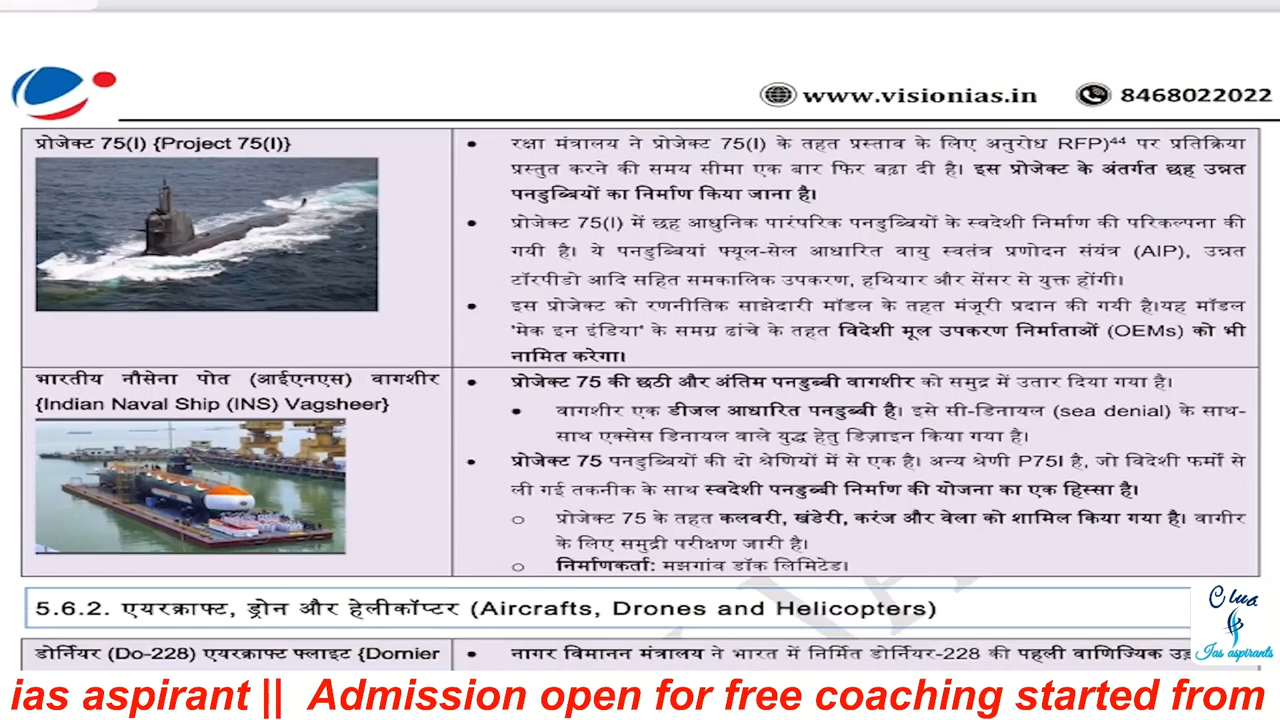 www.visionias.in 8468022022
प्रोजेक्ट 75(I) {Project 75(I)}
• रक्षा मंत्रालय ने प्रोजेक्ट 75(I) के तहत प्रस्ताव के लिए अनुरोध RFP)44 पर प्रतिक्रिया
प्रस्तुत करने की समय सीमा एक बार फिर बढ़ा दी है। इस प्रोजेक्ट के अंतर्गत छह उन्नत
पनडुब्बियों का निर्माण किया जाना है।
• प्रोजेक्ट 75(I) में छह आधुनिक पारंपरिक पनडुब्बियों के स्वदेशी निर्माण की परिकल्पना की
गयी है। ये पनडुब्बियां फ्यूल-सेल आधारित वायु स्वतंत्र प्रणोदन संयंत्र (AIP), उन्नत
टॉरपीडो आदि सहित समकालिक उपकरण, हथियार और सेंसर से युक्त होंगी।
• इस प्रोजेक्ट को रणनीतिक साझेदारी मॉडल के तहत मंजूरी प्रदान की गयी है।यह मॉडल
'मेक इन इंडिया' के समग्र ढांचे के तहत विदेशी मूल उपकरण निर्माताओं (OEMs) को भी
नामित करेगा।
भारतीय नौसेना पोत (आईएनएस) वागशीर
{Indian Naval Ship (INS) Vagsheer}
• प्रोजेक्ट 75 की छठी और अंतिम पनडुब्बी वागशीर को समुद्र में उतार दिया गया है।
• वागशीर एक डीजल आधारित पनडुब्बी है। इसे सी-डिनायल (sea denial) के साथ-
साथ एक्सेस डिनायल वाले युद्ध हेतु डिज़ाइन किया गया है।
• प्रोजेक्ट 75 पनडुब्बियों की दो श्रेणियों में से एक है। अन्य श्रेणी P75I है, जो विदेशी फर्मों से
ली गई तकनीक के साथ स्वदेशी पनडुब्बी निर्माण की योजना का एक हिस्सा है।
○ प्रोजेक्ट 75 के तहत कलवरी, खंडेरी, करंज और वेला को शामिल किया गया है। वागीर
के लिए समुद्री परीक्षण जारी है।
○ निर्माणकर्ता: मझगांव डॉक लिमिटेड।
5.6.2. एयरक्राफ्ट, ड्रोन और हेलीकॉप्टर (Aircrafts, Drones and Helicopters)
Ias aspirants
डोर्नियर (Do-228) एयरक्राफ्ट फ्लाइट {Dornier
• नागर विमानन मंत्रालय ने भारत में निर्मित डोर्नियर-228 की पहली वाणिज्यिक
ias aspirant || Admission open for free coaching started from